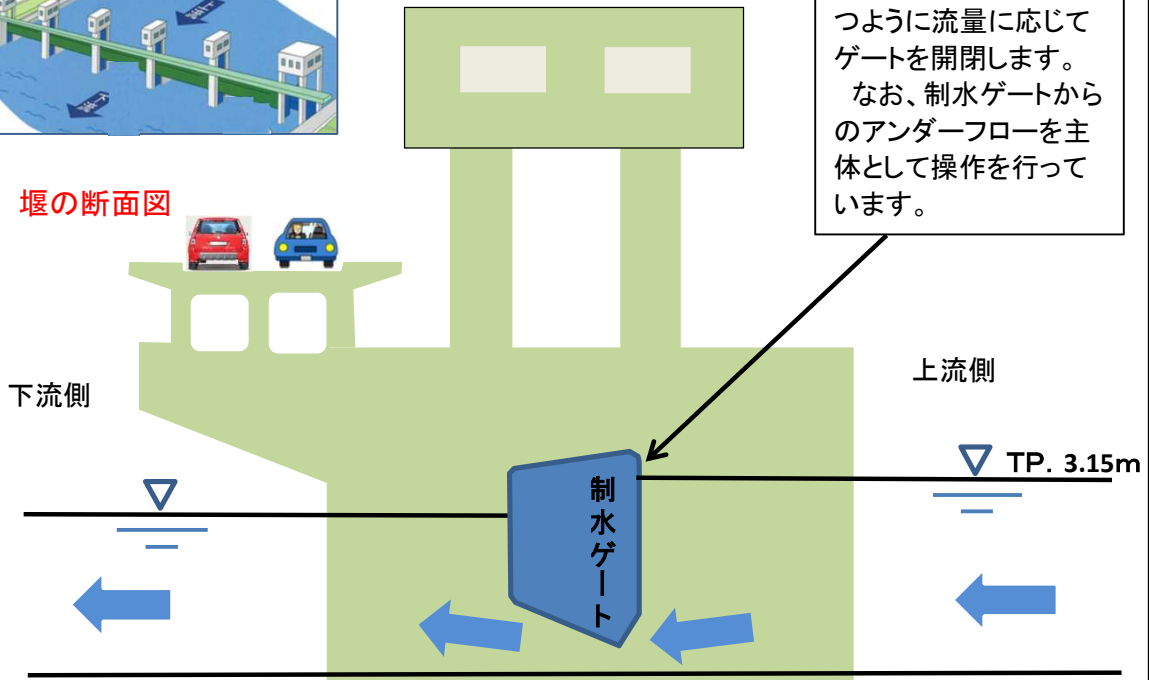 つように流量に応じて
ゲートを開閉します。
なお、制水ゲートから
のアンダーフローを主
体として操作を行って
います。
堰の断面図
下流側
上流側
TP. 3.15m
制水ゲート